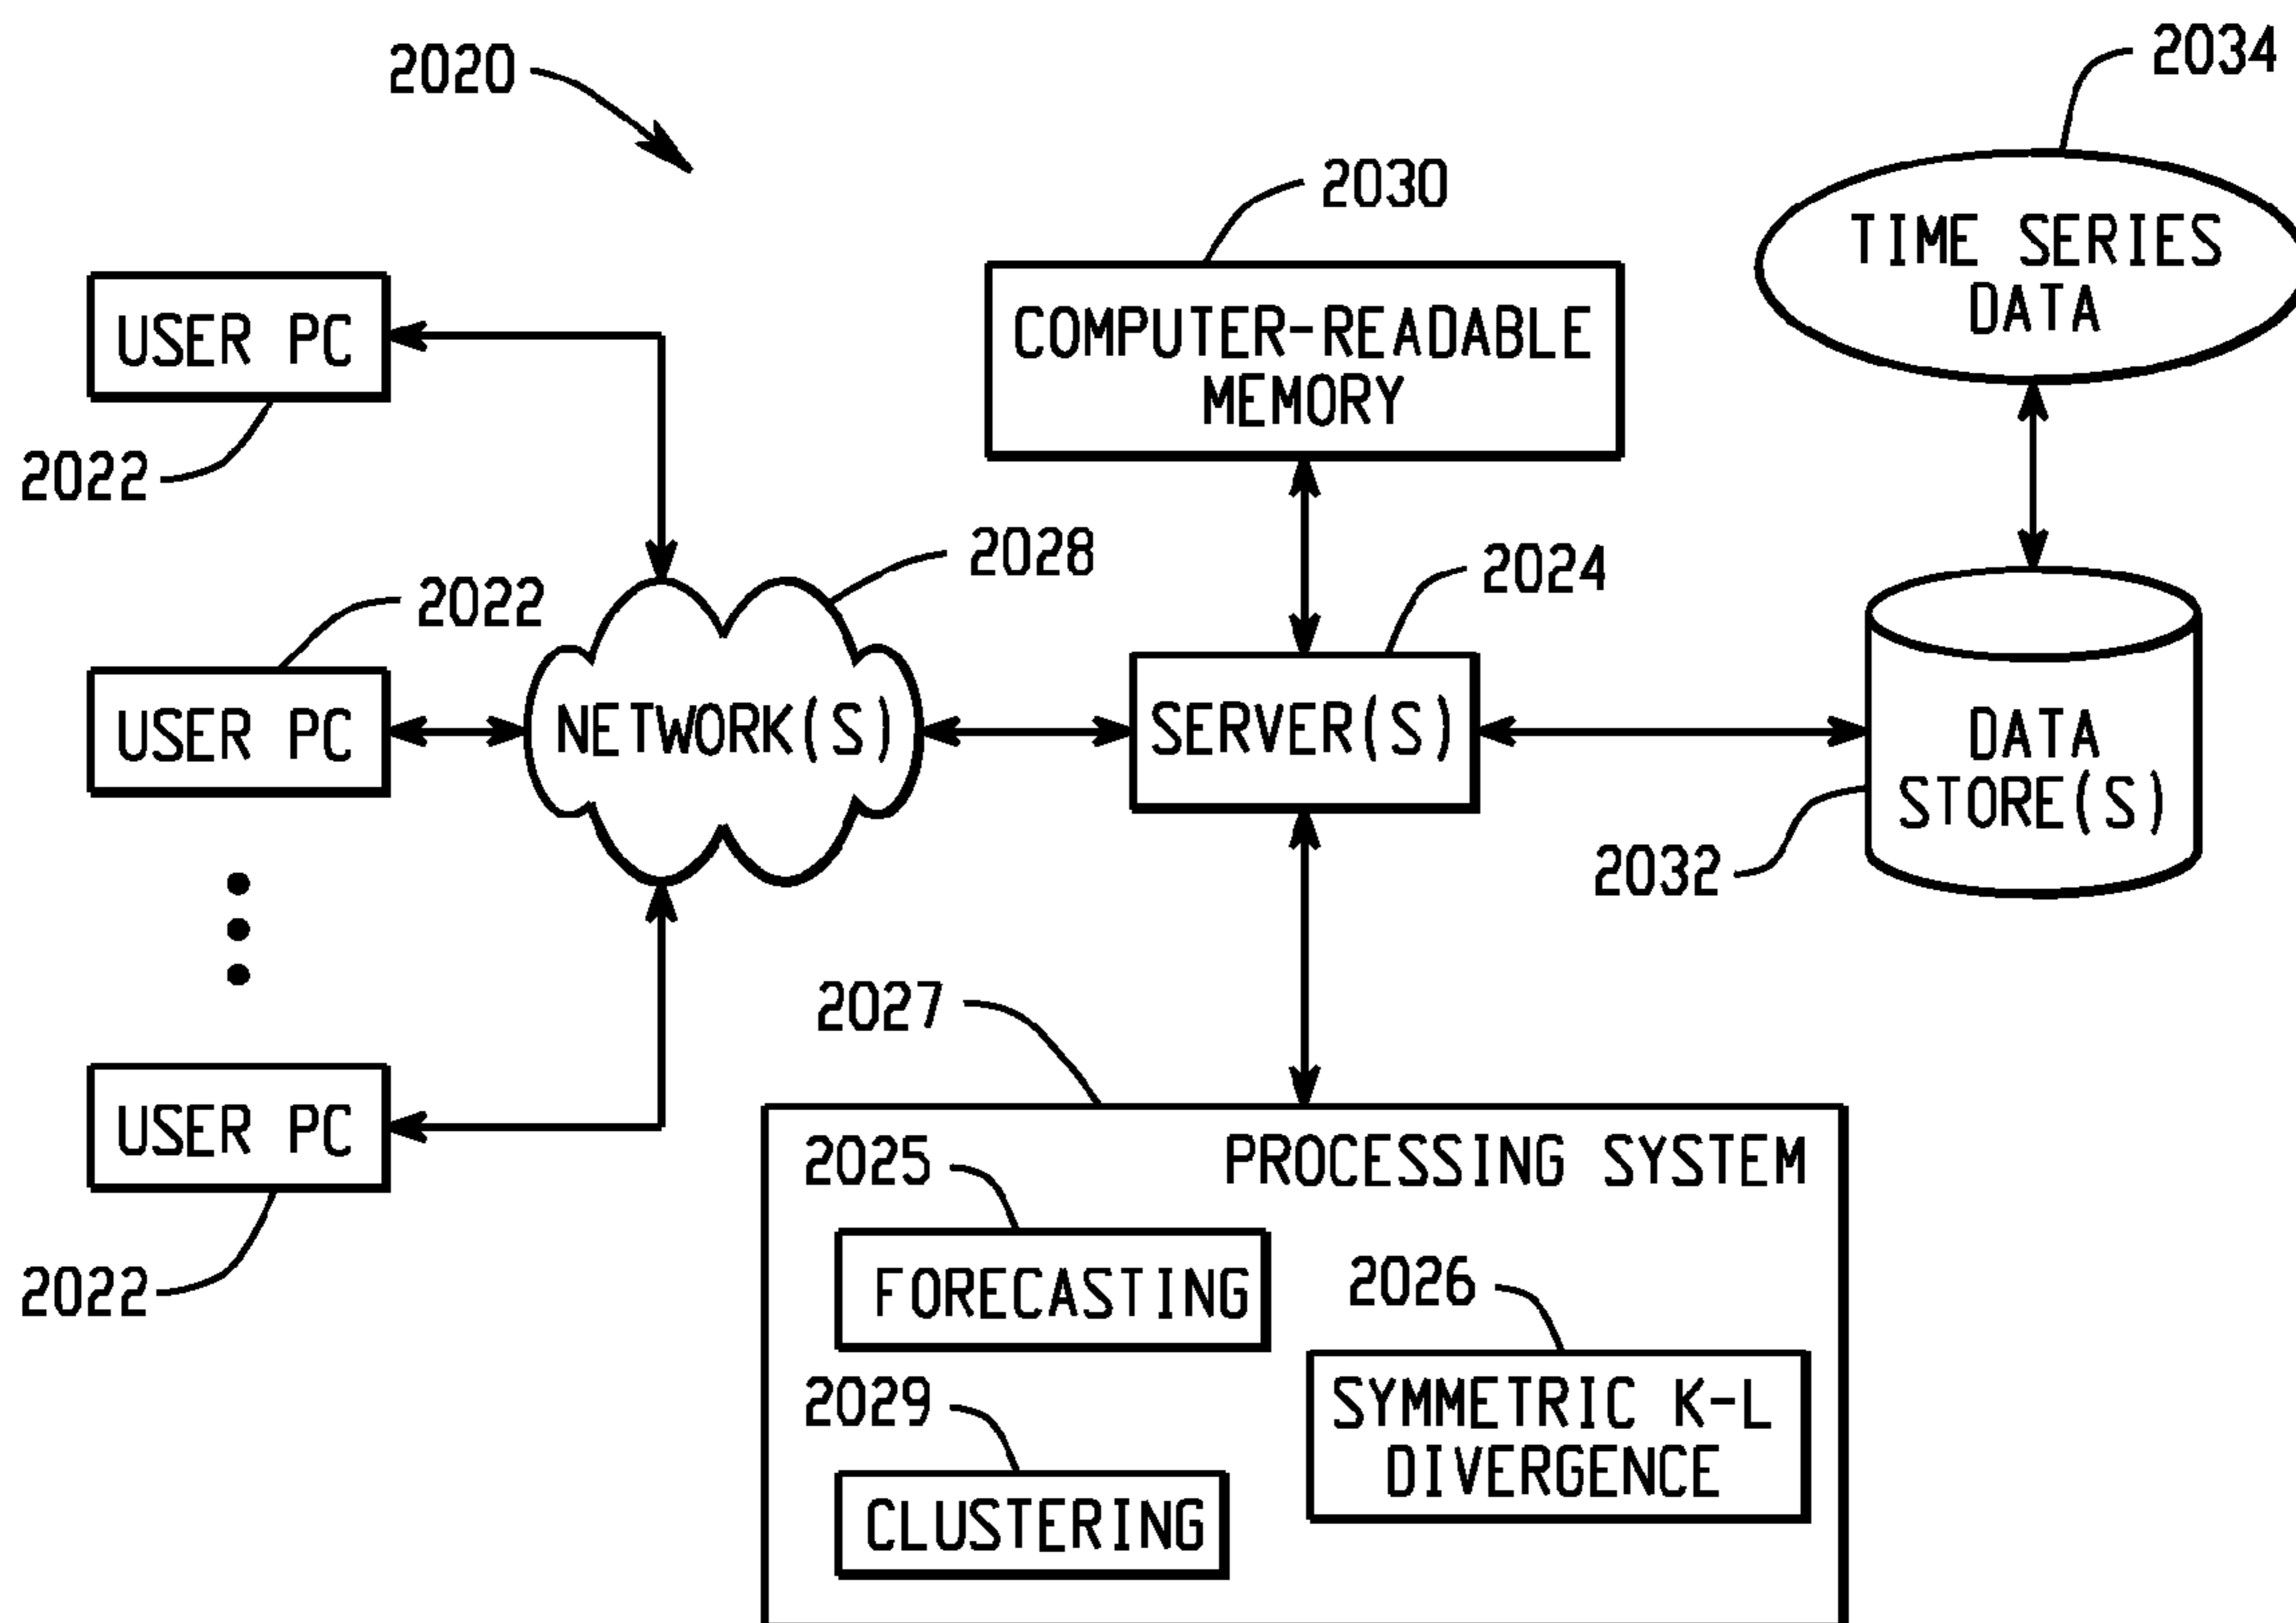 2020
2034
2030
TIME SERIES
DATA
USER PC
COMPUTER-READABLE
MEMORY
2022
2028
2024
2022
USER PC
NETWORK(S)
SERVER(S)
DATA
STORE(S)
2032
2027
USER PC
2025
PROCESSING SYSTEM
2022
FORECASTING
2026
2029
SYMMETRIC K-L
DIVERGENCE
CLUSTERING